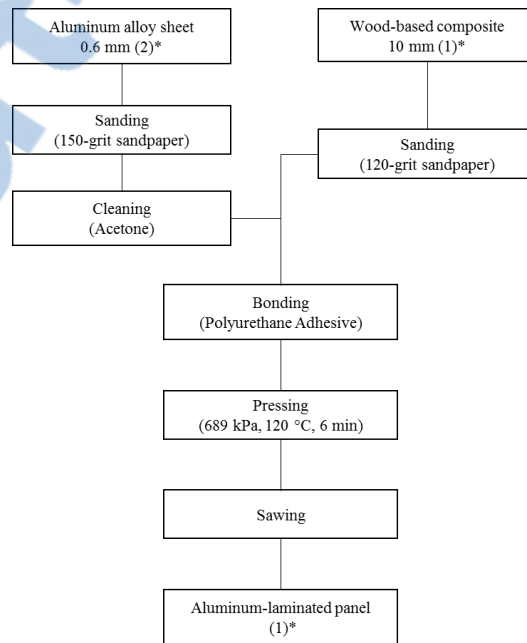 Aluminum alloy sheet
0.6 mm (2)*
Wood-based composite
10 mm (1)*
Sanding
(150-grit sandpaper)
Sanding
(120-grit sandpaper)
Cleaning
(Acetone)
Bonding
(Polyurethane Adhesive)
Pressing
(689 kPa, 120 °C, 6 min)
Sawing
Aluminum-laminated panel
(1)*